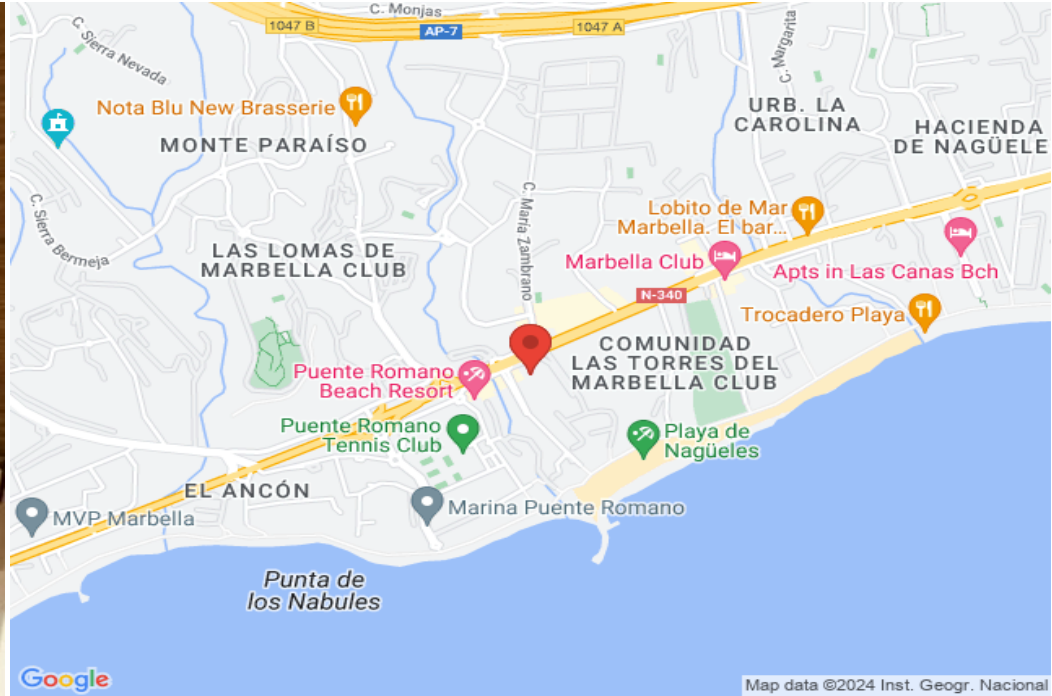 C. Monjas
1047 B
AP-7
1047 A
C. Sierra Nevada
C. Margarita
Nota Blu New Brasserie
MONTE PARAÍSO
URB. LA
CAROLINA
HACIENDA
DE NAGÜELE
C. Sierra Bermeja
C. María Zambrano
Lobito de Mar
Marbella. El bar...
LAS LOMAS DE
MARBELLA CLUB
Marbella Club
Apts in Las Canas Bch
N-340
Trocadero Playa
COMUNIDAD
LAS TORRES DEL
MARBELLA CLUB
Puente Romano
Beach Resort
Puente Romano
Tennis Club
Playa de
Nagüeles
EL ANCÓN
MVP Marbella
Marina Puente Romano
Punta de
los Nabules
Google
Map data ©2024 Inst. Geogr. Nacional